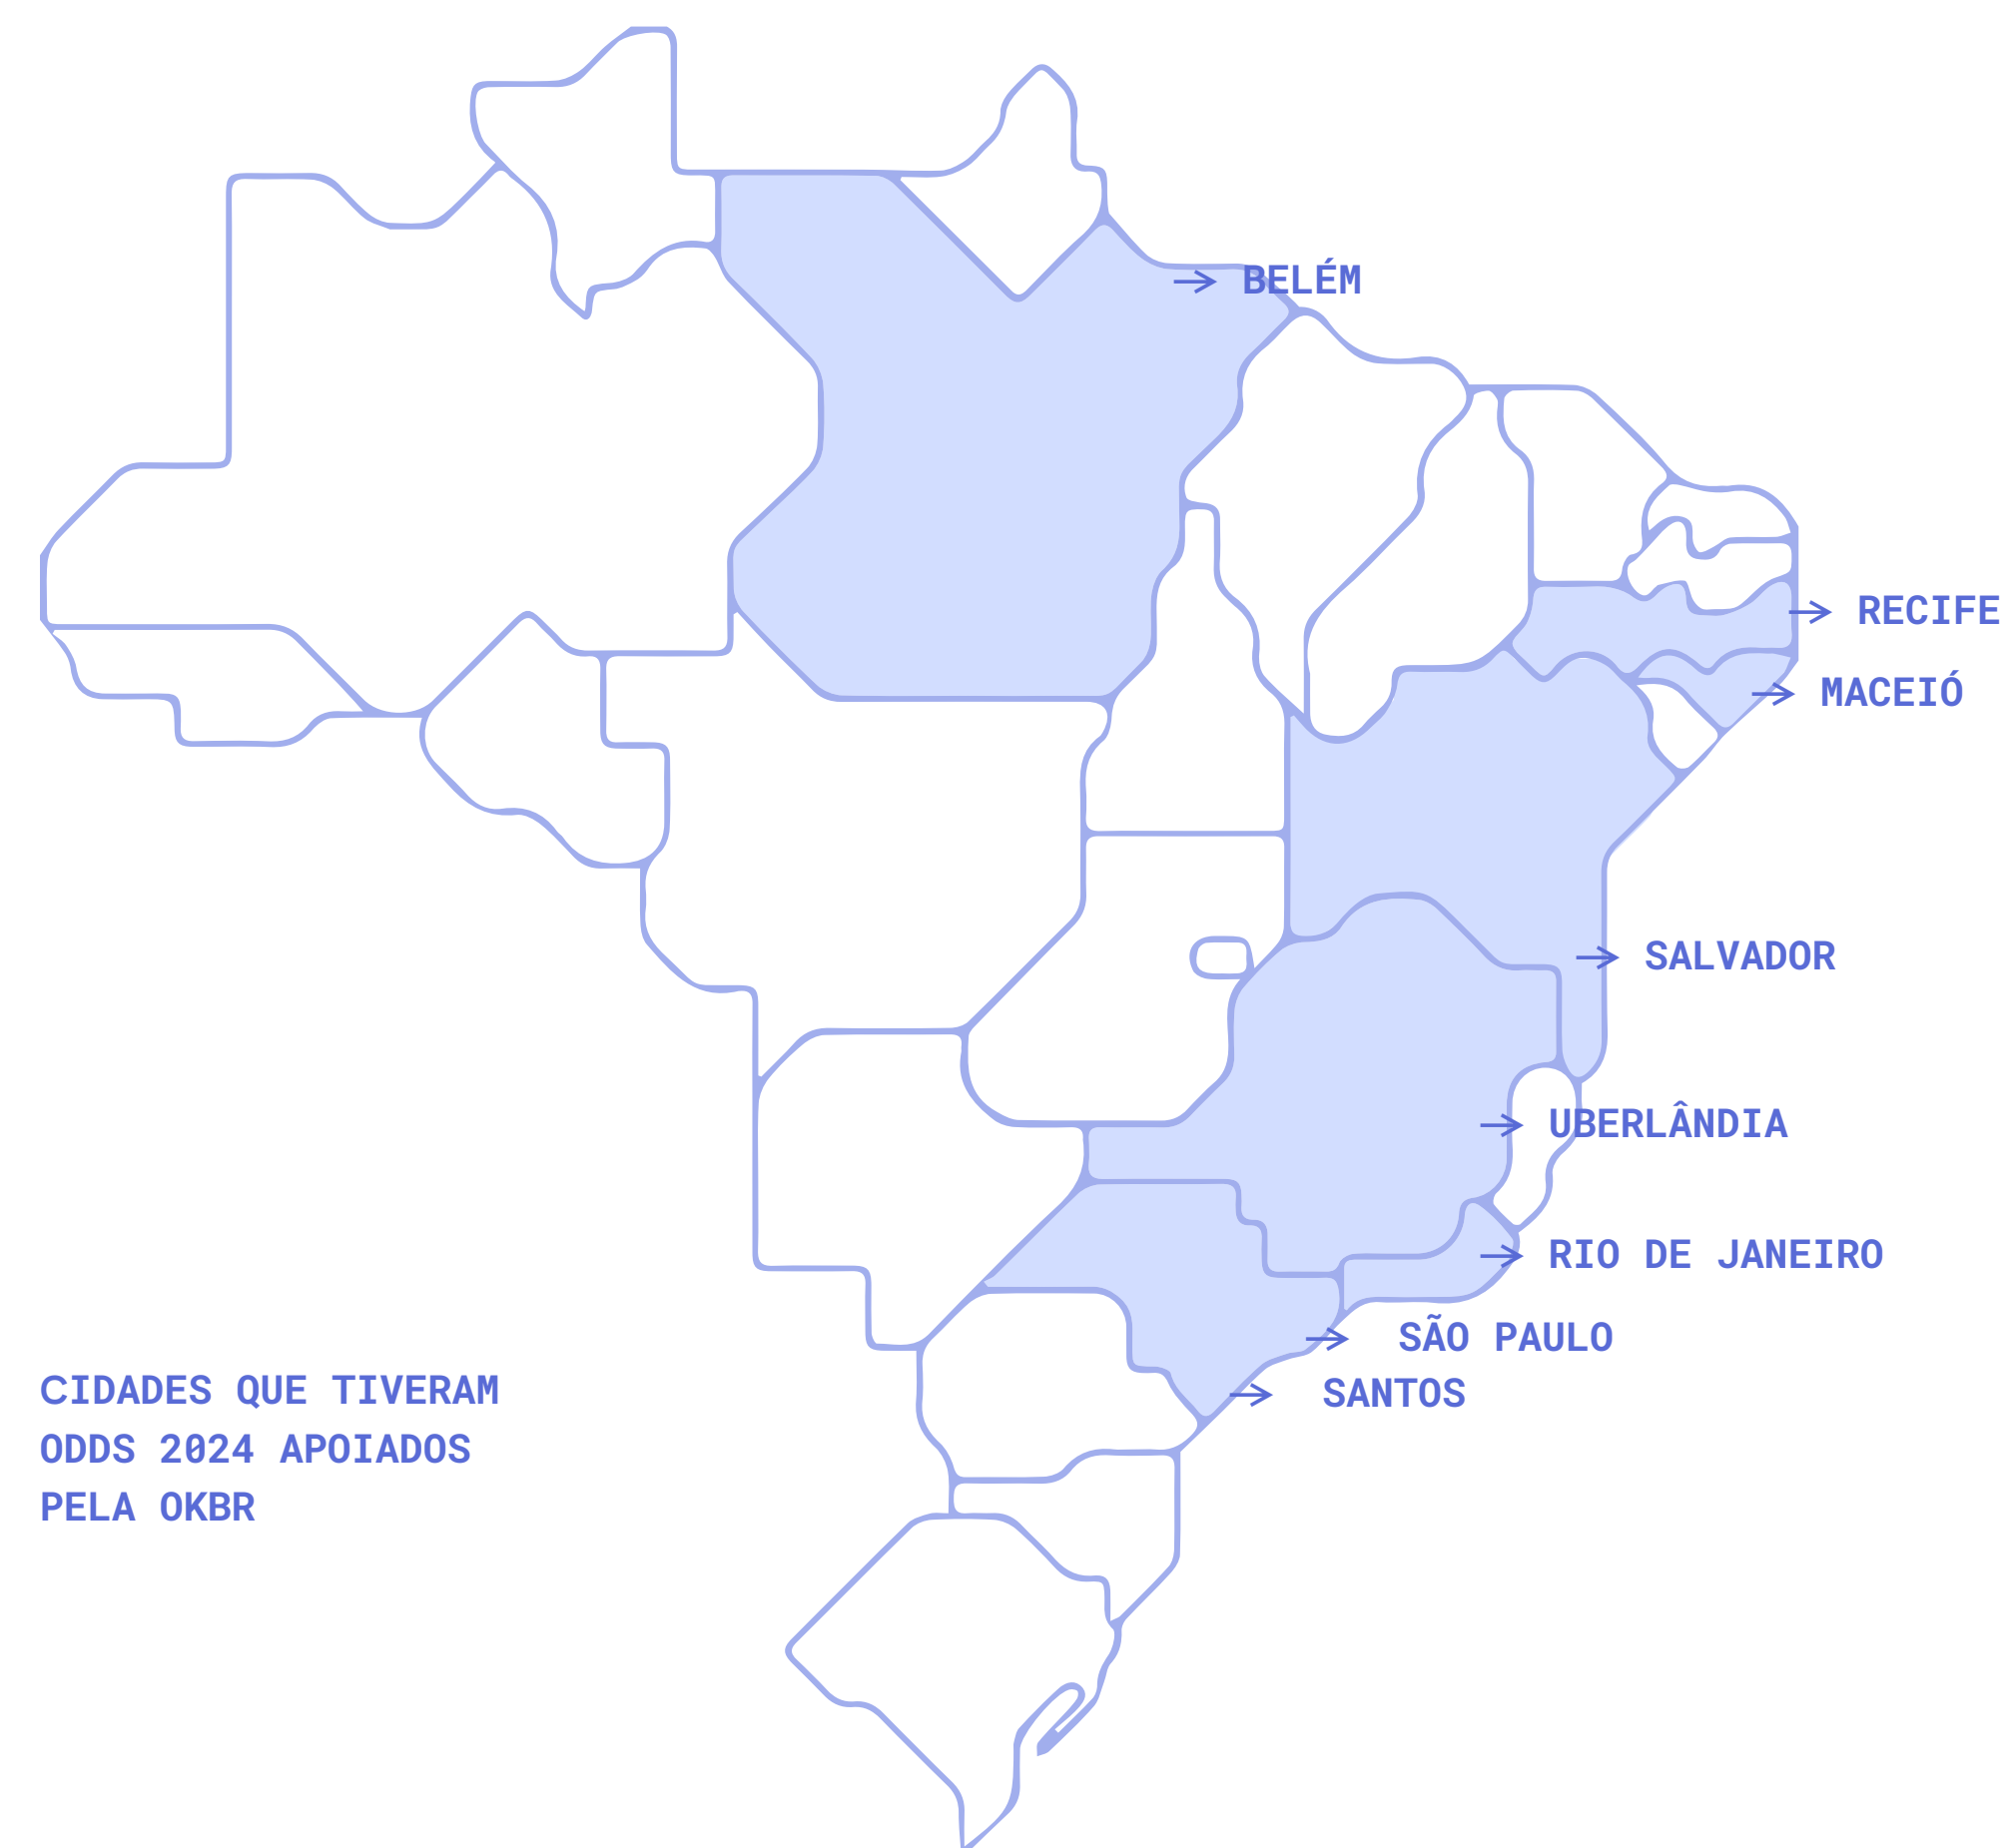 BELÉM
RECIFE
MACEIÓ
SALVADOR
UBERLÂNDIA
RIO DE JANEIRO
SÃO PAULO
SANTOS
CIDADES QUE TIVERAM
ODDS 2024 APOIADOS
PELA OKBR